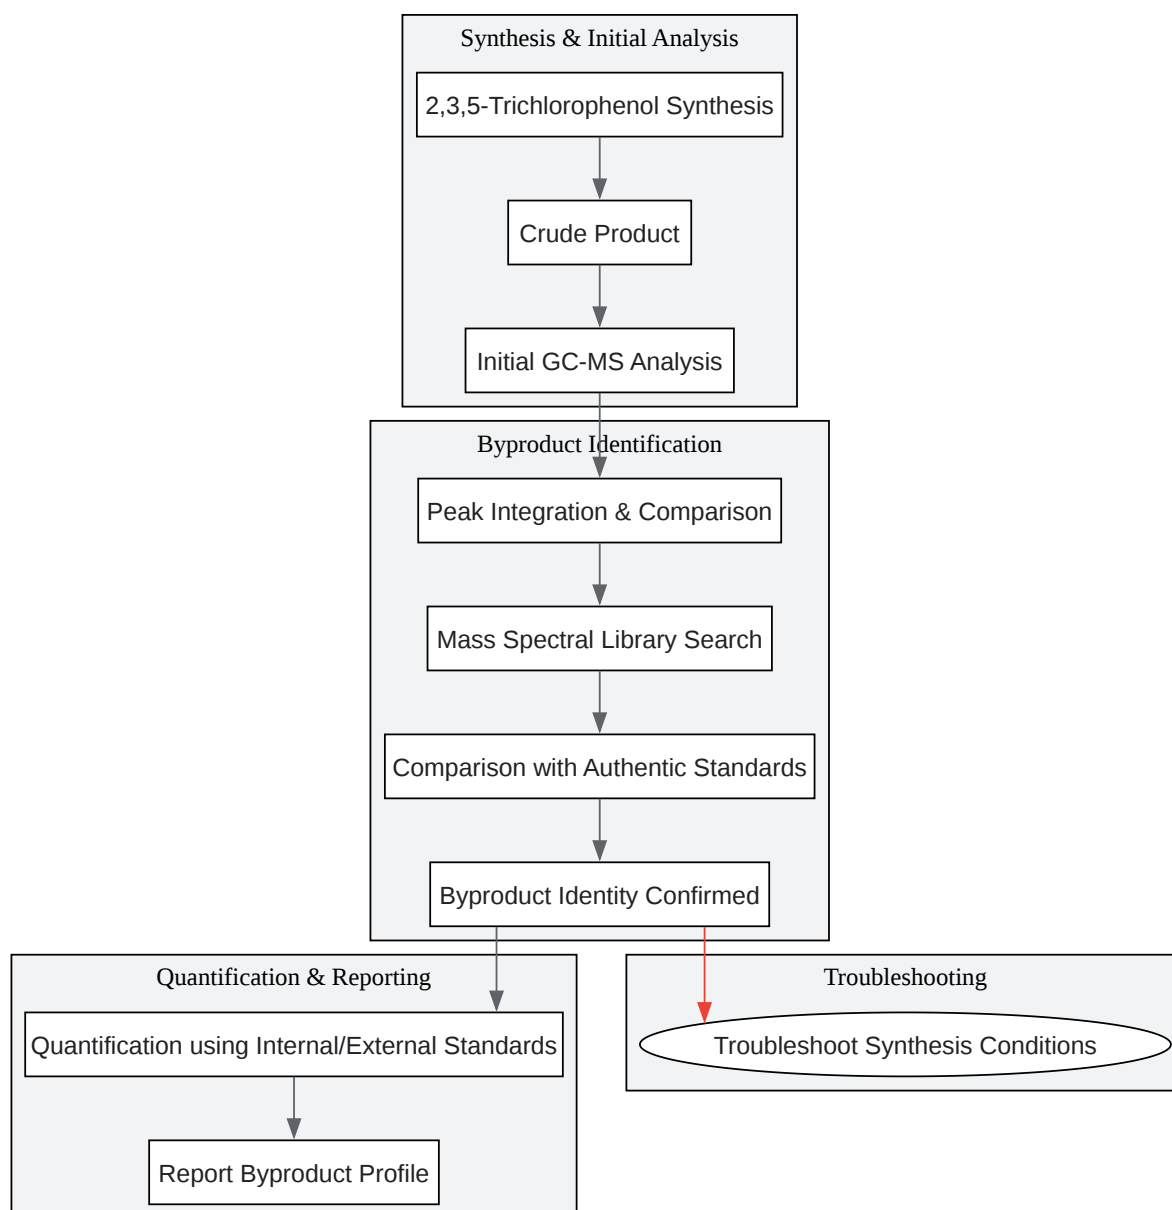 Synthesis & Initial Analysis
2,3,5-Trichlorophenol Synthesis
Crude Product
Initial GC-MS Analysis
Byproduct Identification
Peak Integration & Comparison
Mass Spectral Library Search
Comparison with Authentic Standards
Byproduct Identity Confirmed
Quantification & Reporting
Quantification using Internal/External Standards
Report Byproduct Profile
Troubleshooting
Troubleshoot Synthesis Conditions